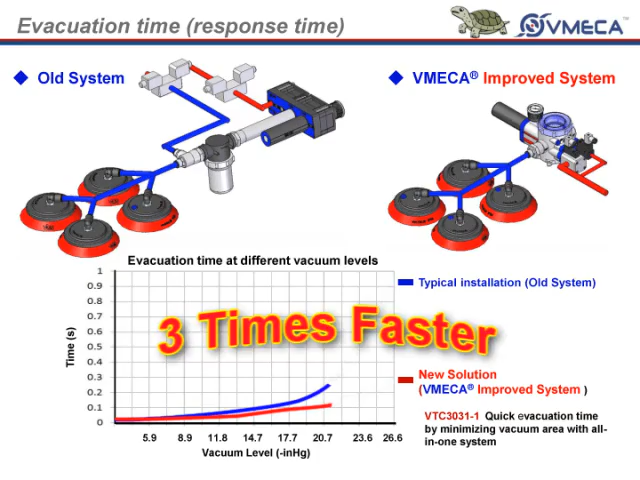 Evacuation time (response time)
VMECA™
◆ Old System
◆ VMECA® Improved System
Evacuation time at different vacuum levels
1
0.9
0.8
0.7
0.6
0.5
0.4
0.3
0.2
0.1
0
Time (s)
3 Times Faster
5.9 8.9 11.8 14.7 17.7 20.7 23.6 26.6
Vacuum Level (-inHg)
Typical installation (Old System)
New Solution
(VMECA® Improved System )
VTC3031-1 Quick evacuation time
by minimizing vacuum area with all-
in-one system